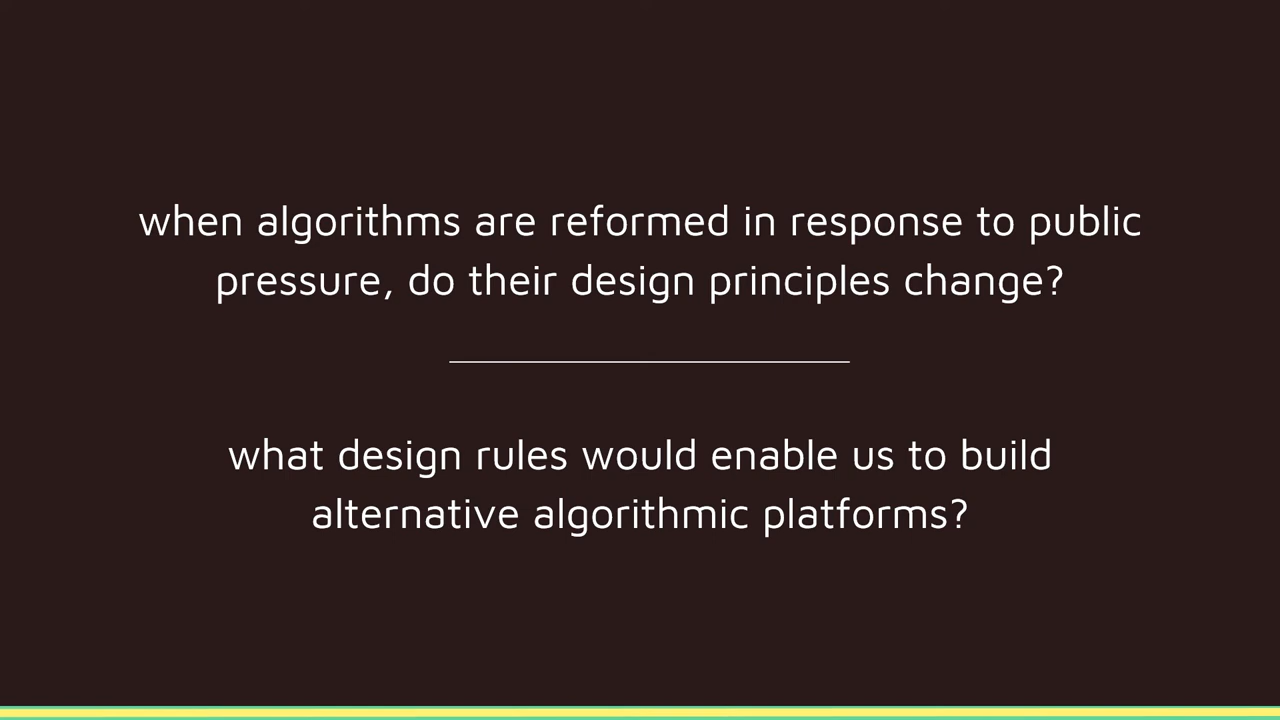 when algorithms are reformed in response to public
pressure, do their design principles change?
what design rules would enable us to build
alternative algorithmic platforms?